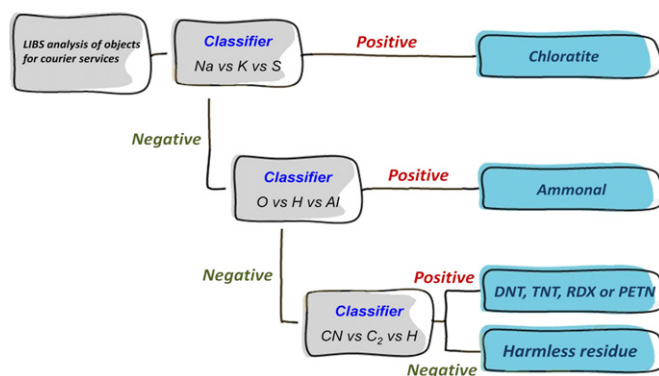 LIBS analysis of objects
for courier services
Classifier
Na vs K vs S
Positive
Chloratite
Negative
Classifier
O vs H vs Al
Positive
Ammonal
Negative
Classifier
CN vs C₂ vs H
Positive
DNT, TNT, RDX or PETN
Negative
Harmless residue